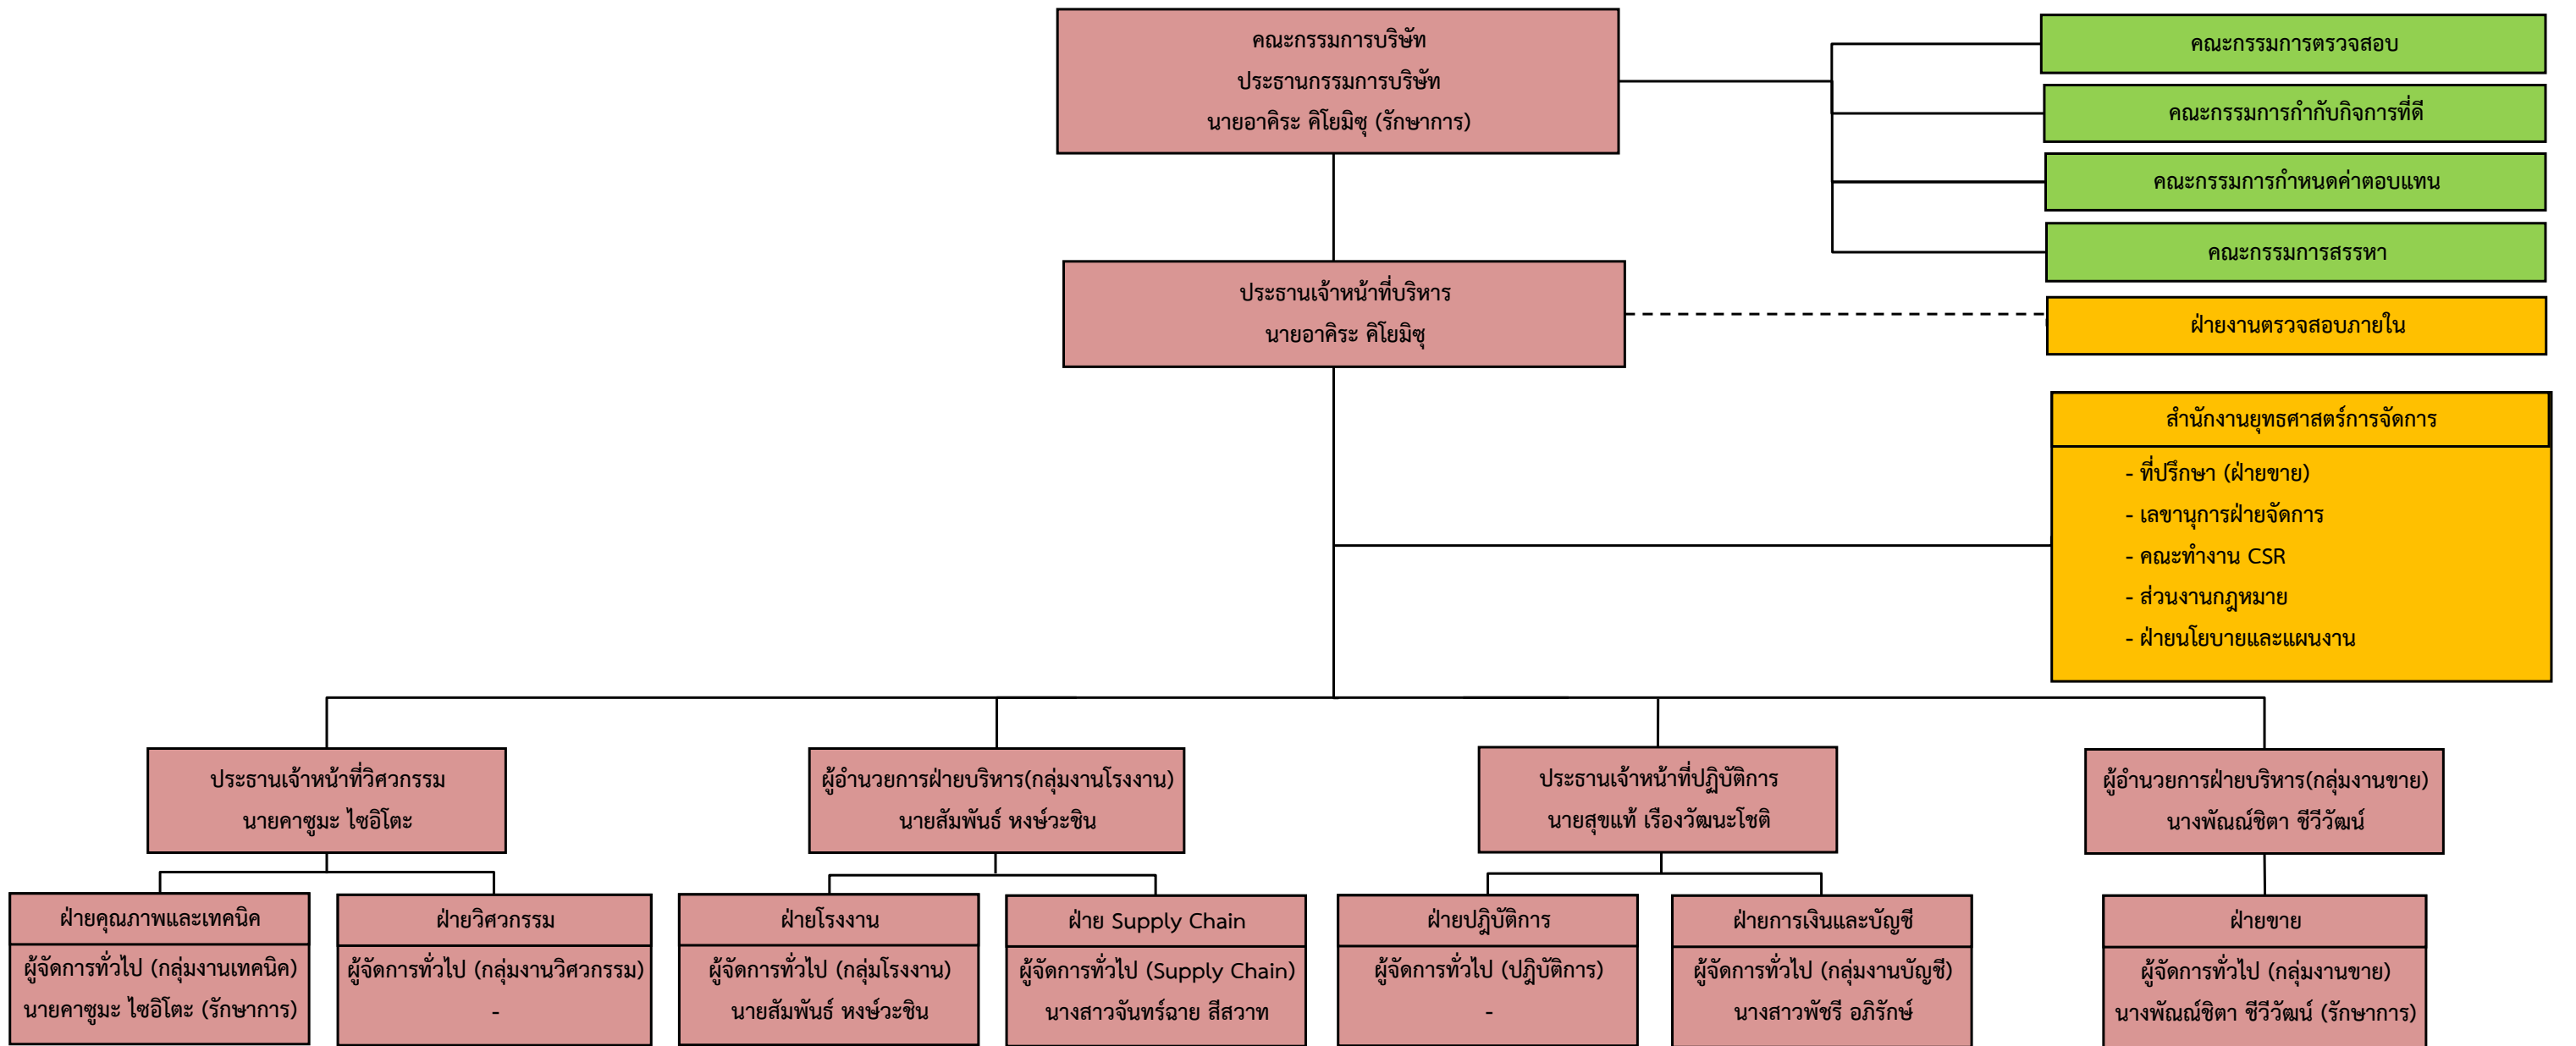 คณะกรรมการบริษัท
ประธานกรรมการบริษัท
นายอาคิระ คิโยมิซุ (รักษาการ)
คณะกรรมการตรวจสอบ
คณะกรรมการกำกับกิจการที่ดี
คณะกรรมการกำหนดค่าตอบแทน
คณะกรรมการสรรหา
ประธานเจ้าหน้าที่บริหาร
นายอาคิระ คิโยมิซุ
ฝ่ายงานตรวจสอบภายใน
สำนักงานยุทธศาสตร์การจัดการ
- ที่ปรึกษา (ฝ่ายขาย)
- เลขานุการฝ่ายจัดการ
- คณะทำงาน CSR
- ส่วนงานกฎหมาย
- ฝ่ายนโยบายและแผนงาน
ประธานเจ้าหน้าที่วิศวกรรม
นายคาซูมะ ไซอิโตะ
ผู้อำนวยการฝ่ายบริหาร(กลุ่มงานโรงงาน)
นายสัมพันธ์ หงษ์วะชิน
ประธานเจ้าหน้าที่ปฏิบัติการ
นายสุขแท้ เรืองวัฒนะโชติ
ผู้อำนวยการฝ่ายบริหาร(กลุ่มงานขาย)
นางพัณณ์ชิตา ชีวีวัฒน์
ฝ่ายคุณภาพและเทคนิค
ผู้จัดการทั่วไป (กลุ่มงานเทคนิค)
นายคาซูมะ ไซอิโตะ (รักษาการ)
ฝ่ายวิศวกรรม
ผู้จัดการทั่วไป (กลุ่มงานวิศวกรรม)
-
ฝ่ายโรงงาน
ผู้จัดการทั่วไป (กลุ่มโรงงาน)
นายสัมพันธ์ หงษ์วะชิน
ฝ่าย Supply Chain
ผู้จัดการทั่วไป (Supply Chain)
นางสาวจันทร์ฉาย สีสวาท
ฝ่ายปฎิบัติการ
ผู้จัดการทั่วไป (ปฎิบัติการ)
-
ฝ่ายการเงินและบัญชี
ผู้จัดการทั่วไป (กลุ่มงานบัญชี)
นางสาวพัชรี อภิรักษ์
ฝ่ายขาย
ผู้จัดการทั่วไป (กลุ่มงานขาย)
นางพัณณ์ชิตา ชีวีวัฒน์ (รักษาการ)